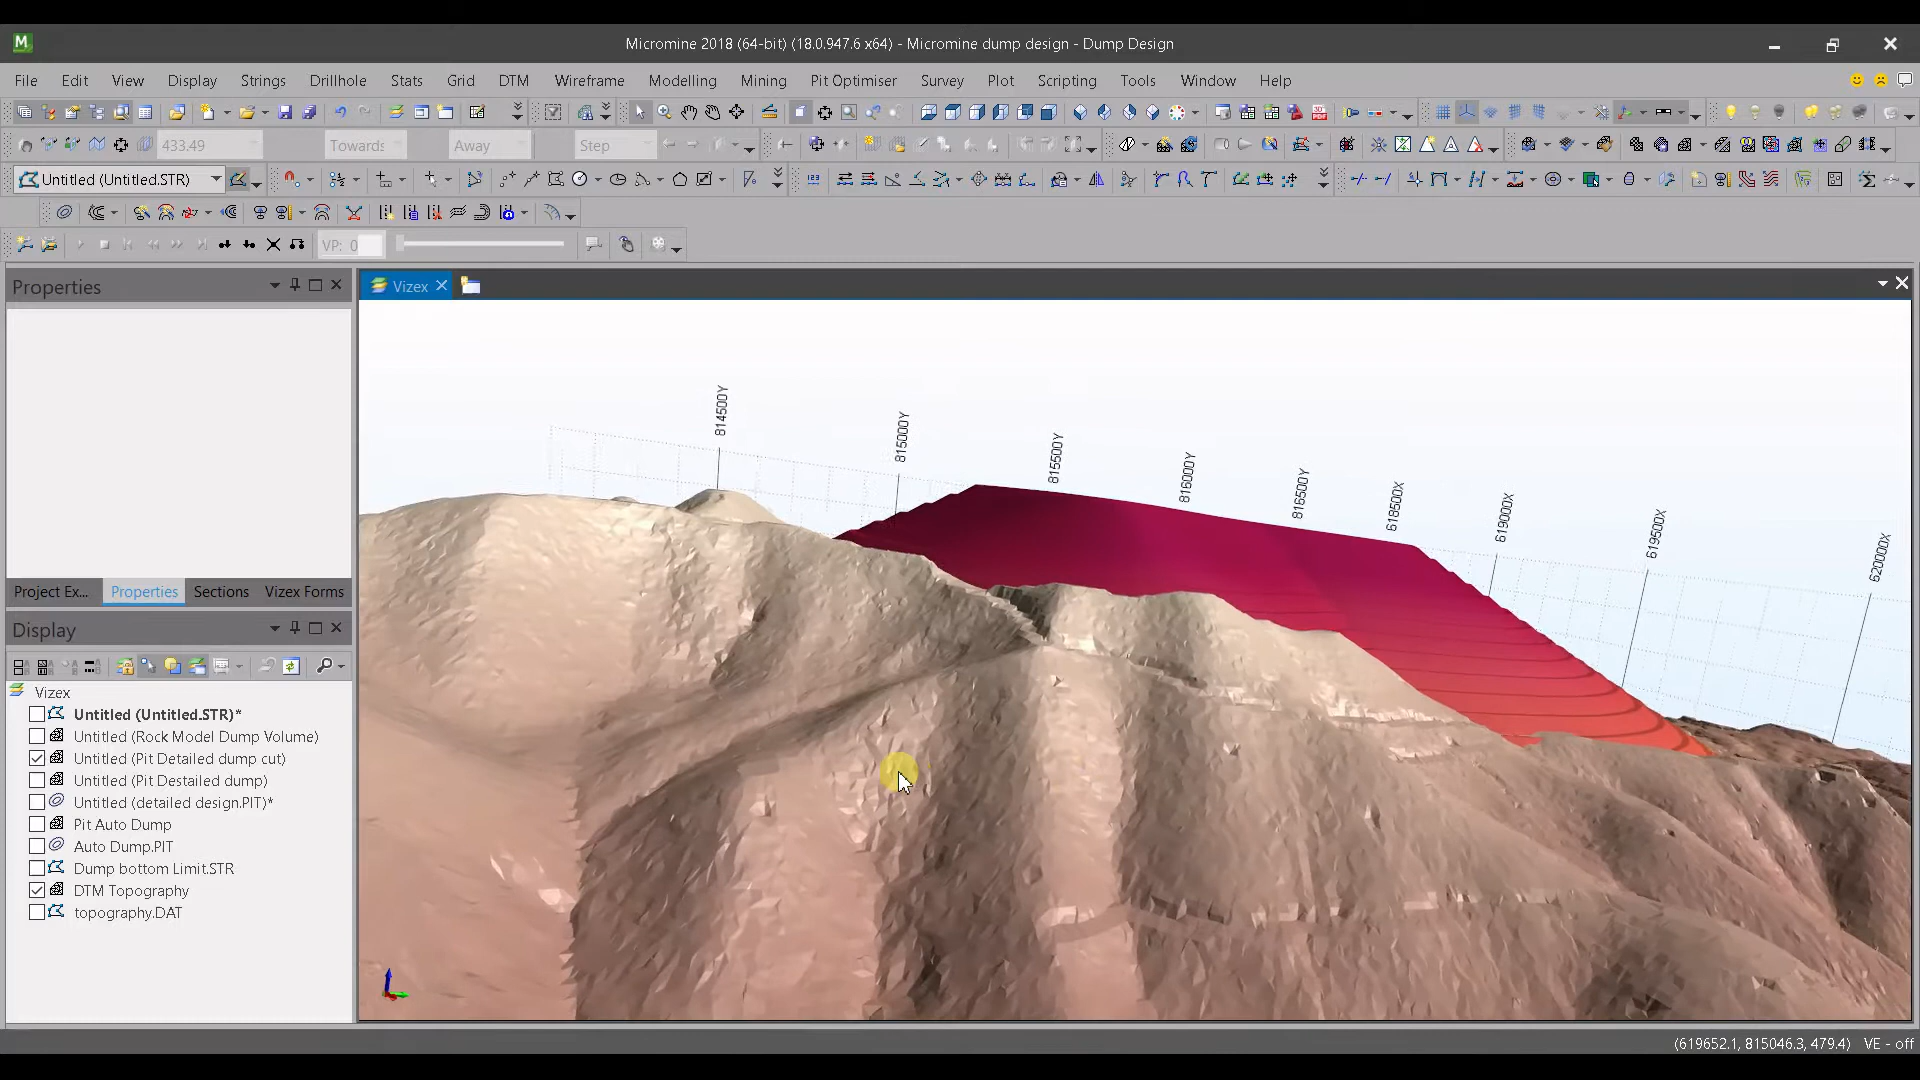 Micromine 2018 (64-bit) (18.0.947.6 x64) - Micromine dump design - Dump Design
File Edit View Display Strings Drillhole Stats Grid DTM Wireframe Modelling Mining Pit Optimiser Survey Plot Scripting Tools Window Help
433.49 Towards Away Step
Untitled (Untitled.STR)
VP: 0
Properties
Vizex
814500Y
815000Y
815500Y
816000Y
816500Y
618500X
619000X
619500X
620000X
Project Ex... Properties Sections Vizex Forms
Display
Vizex
Untitled (Untitled.STR)*
Untitled (Rock Model Dump Volume)
Untitled (Pit Detailed dump cut)
Untitled (Pit Destailed dump)
Untitled (detailed design.PIT)*
Pit Auto Dump
Auto Dump.PIT
Dump bottom Limit.STR
DTM Topography
topography.DAT
(619652.1, 815046.3, 479.4) VE - off